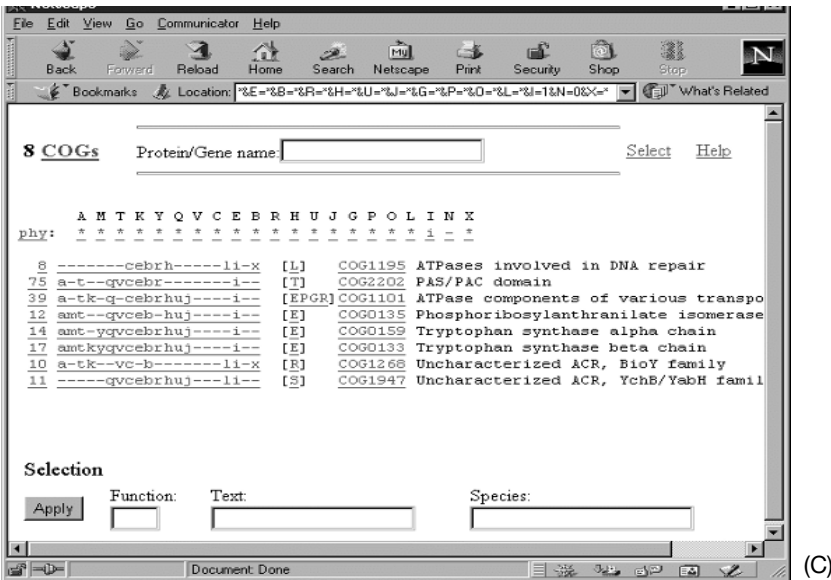 File Edit View Go Communicator Help
Back Forward Reload Home Search Netscape Print Security Shop Stop
Bookmarks Location: *&E=*&B=*&R=*&H=*&U=*&J=*&G=*&P=*&O=*&L=*&I=1&N=0&X=* What's Related
8 COGs Protein/Gene name: Select Help
A M T K Y Q V C E B R H U J G P O L I N X
phy: * * * * * * * * * * * * * * * * * * i - *
8 -------cebrh-----li-x [L] COG1195 ATPases involved in DNA repair
75 a-t--qvcebr-------i-- [T] COG2202 PAS/PAC domain
39 a-tk-q-cebrhuj----i-- [EPGR] COG1101 ATPase components of various transpo
12 amt--qvceb-huj----i-- [E] COG0135 Phosphoribosylanthranilate isomerase
14 amt-yqvcebrhuj----i-- [E] COG0159 Tryptophan synthase alpha chain
17 amtkyqvcebrhuj----i-- [E] COG0133 Tryptophan synthase beta chain
10 a-tk--vc-b-------li-x [R] COG1268 Uncharacterized ACR, BioY family
11 -----qvcebrhuj---li-- [S] COG1947 Uncharacterized ACR, YchB/YabH famil
Selection
Function: Text: Species:
Apply
Document: Done
(C)